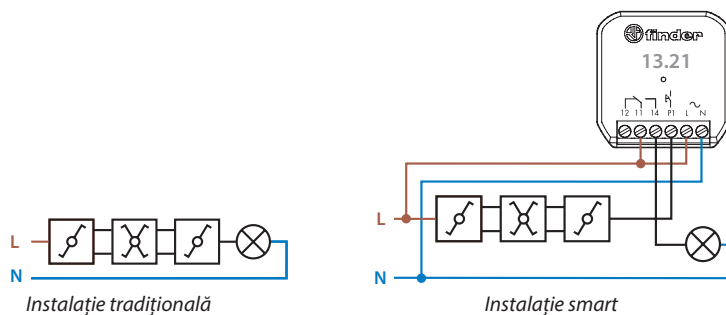 finder
13.21
12 11 14 P1 L N
L
N
Instalație tradițională
L
N
Instalație smart